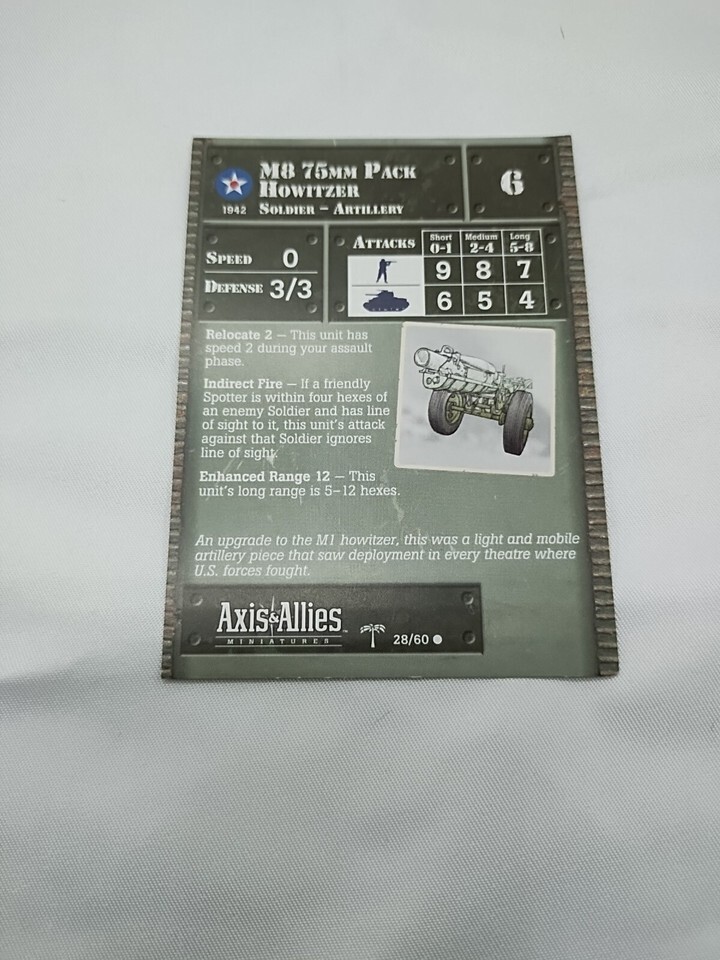 M8 75mm Pack
Howitzer
6
1942 Soldier – Artillery
Speed 0
Defense 3/3
Attacks Short 0-1 Medium 2-4 Long 5-8
9 8 7
6 5 4
Relocate 2 — This unit has
speed 2 during your assault
phase.
Indirect Fire — If a friendly
Spotter is within four hexes of
an enemy Soldier and has line
of sight to it, this unit's attack
against that Soldier ignores
line of sight.
Enhanced Range 12 — This
unit's long range is 5–12 hexes.
An upgrade to the M1 howitzer, this was a light and mobile
artillery piece that saw deployment in every theatre where
U.S. forces fought.
Axis & Allies™
MINIATURES
28/60